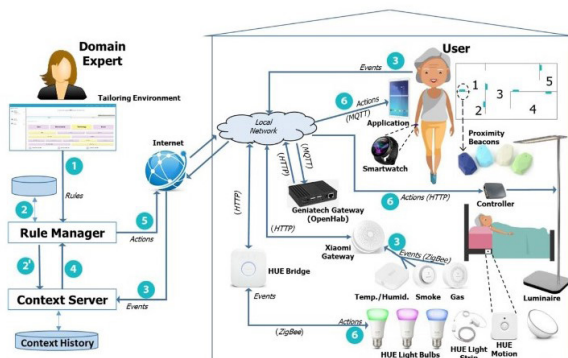 Domain
Expert
Tailoring Environment
1
Rules
2
Rule Manager
2'
4
Context Server
Context History
Internet
5
Actions
3
Events
User
3
Events
6
Actions
(MQTT)
Local
Network
Application
Smartwatch
1
2
3
4
5
Proximity
Beacons
(HTTP)
(HTTP)
(MQTT)
Geniatech Gateway
(OpenHab)
6
Actions (HTTP)
Controller
(HTTP)
Xiaomi
Gateway
3
Events (ZigBee)
HUE Bridge
Temp./Humid.
Smoke
Gas
Luminaire
Events
(ZigBee)
Actions
6
HUE Light Bulbs
HUE Light
Strip
HUE
Motion